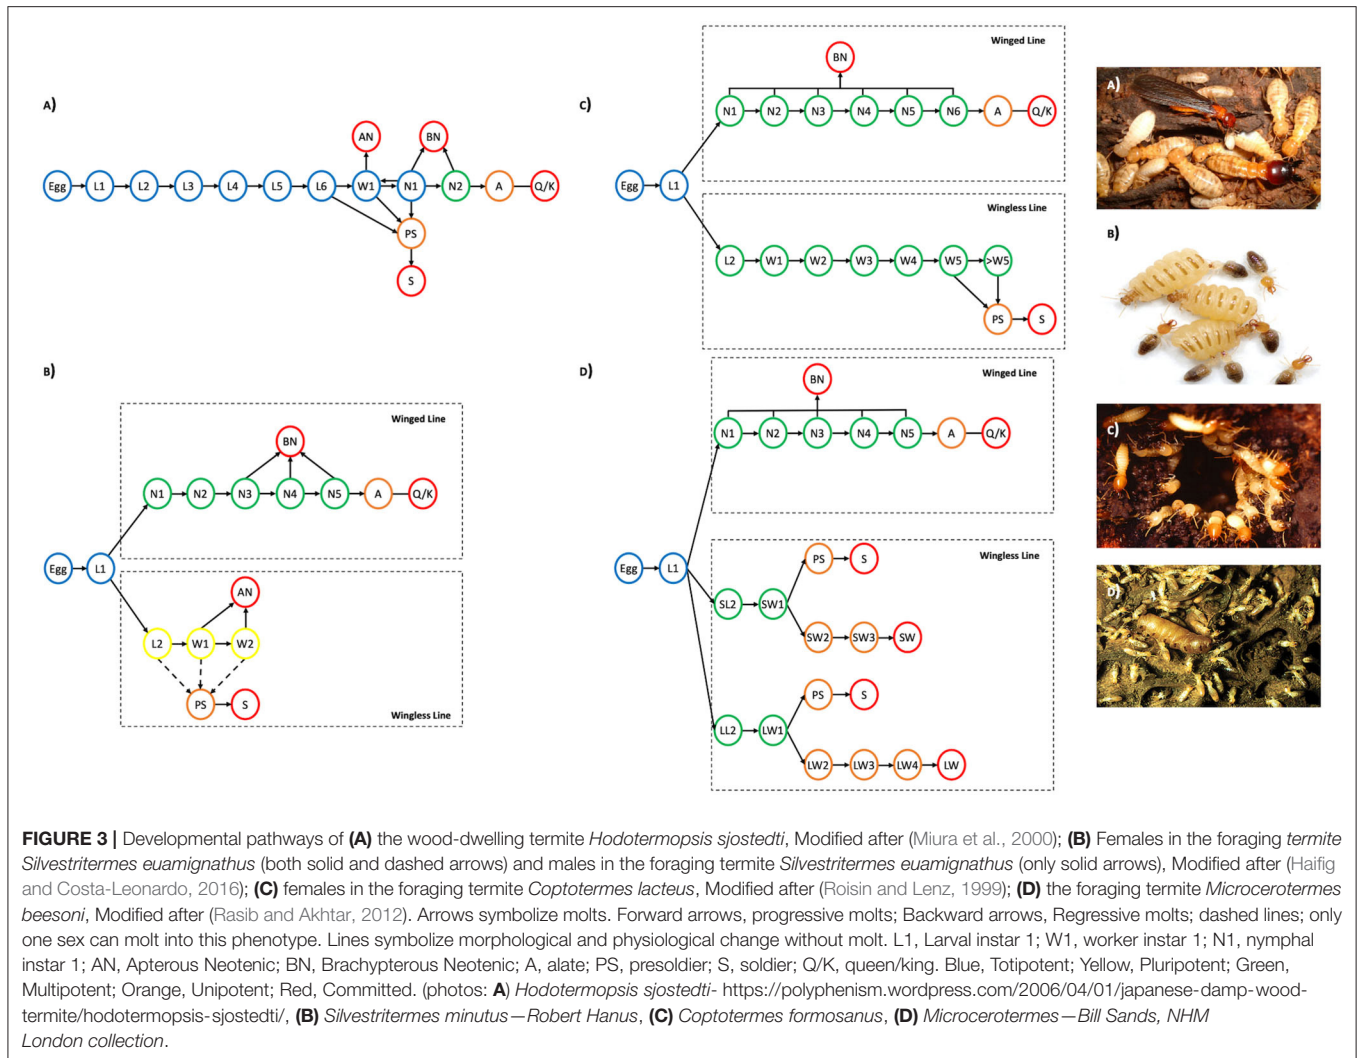 A)
AN
BN
Egg
L1
L2
L3
L4
L5
L6
W1
N1
N2
A
Q/K
PS
S
C)
Winged Line
BN
N1
N2
N3
N4
N5
N6
A
Q/K
Egg
L1
Wingless Line
L2
W1
W2
W3
W4
W5
>W5
PS
S
B)
Winged Line
BN
N1
N2
N3
N4
N5
A
Q/K
Egg
L1
AN
L2
W1
W2
PS
S
Wingless Line
D)
Winged Line
BN
N1
N2
N3
N4
N5
A
Q/K
Egg
L1
Wingless Line
PS
S
SL2
SW1
SW2
SW3
SW
PS
S
LL2
LW1
LW2
LW3
LW4
LW
A)
B)
C)
D)
FIGURE 3 | Developmental pathways of (A) the wood-dwelling termite Hodotermopsis sjostedti, Modified after (Miura et al., 2000); (B) Females in the foraging termite
Silvestritermes euamignathus (both solid and dashed arrows) and males in the foraging termite Silvestritermes euamignathus (only solid arrows), Modified after (Haifig
and Costa-Leonardo, 2016); (C) females in the foraging termite Coptotermes lacteus, Modified after (Roisin and Lenz, 1999); (D) the foraging termite Microcerotermes
beesoni, Modified after (Rasib and Akhtar, 2012). Arrows symbolize molts. Forward arrows, progressive molts; Backward arrows, Regressive molts; dashed lines; only
one sex can molt into this phenotype. Lines symbolize morphological and physiological change without molt. L1, Larval instar 1; W1, worker instar 1; N1, nymphal
instar 1; AN, Apterous Neotenic; BN, Brachypterous Neotenic; A, alate; PS, presoldier; S, soldier; Q/K, queen/king. Blue, Totipotent; Yellow, Pluripotent; Green,
Multipotent; Orange, Unipotent; Red, Committed. (photos: A) Hodotermopsis sjostedti- https://polyphenism.wordpress.com/2006/04/01/japanese-damp-wood-
termite/hodotermopsis-sjostedti/, (B) Silvestritermes minutus—Robert Hanus, (C) Coptotermes formosanus, (D) Microcerotermes—Bill Sands, NHM
London collection.